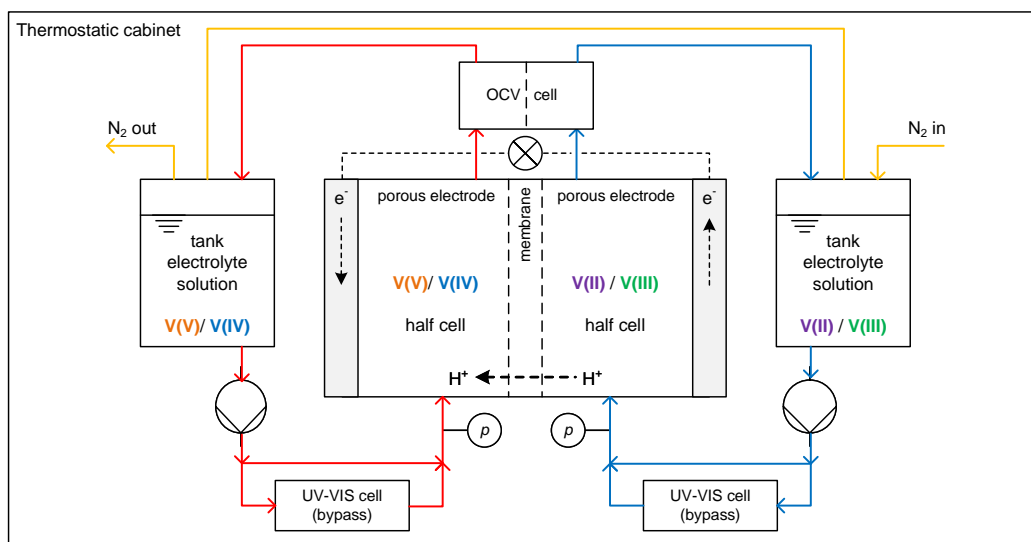 Thermostatic cabinet
OCV cell
N2 out
N2 in
e-
porous electrode
membrane
porous electrode
e-
tank
electrolyte
solution
V(V)/ V(IV)
V(V)/ V(IV)
half cell
V(II) / V(III)
half cell
tank
electrolyte
solution
V(II) / V(III)
H+
H+
p
p
UV-VIS cell
(bypass)
UV-VIS cell
(bypass)